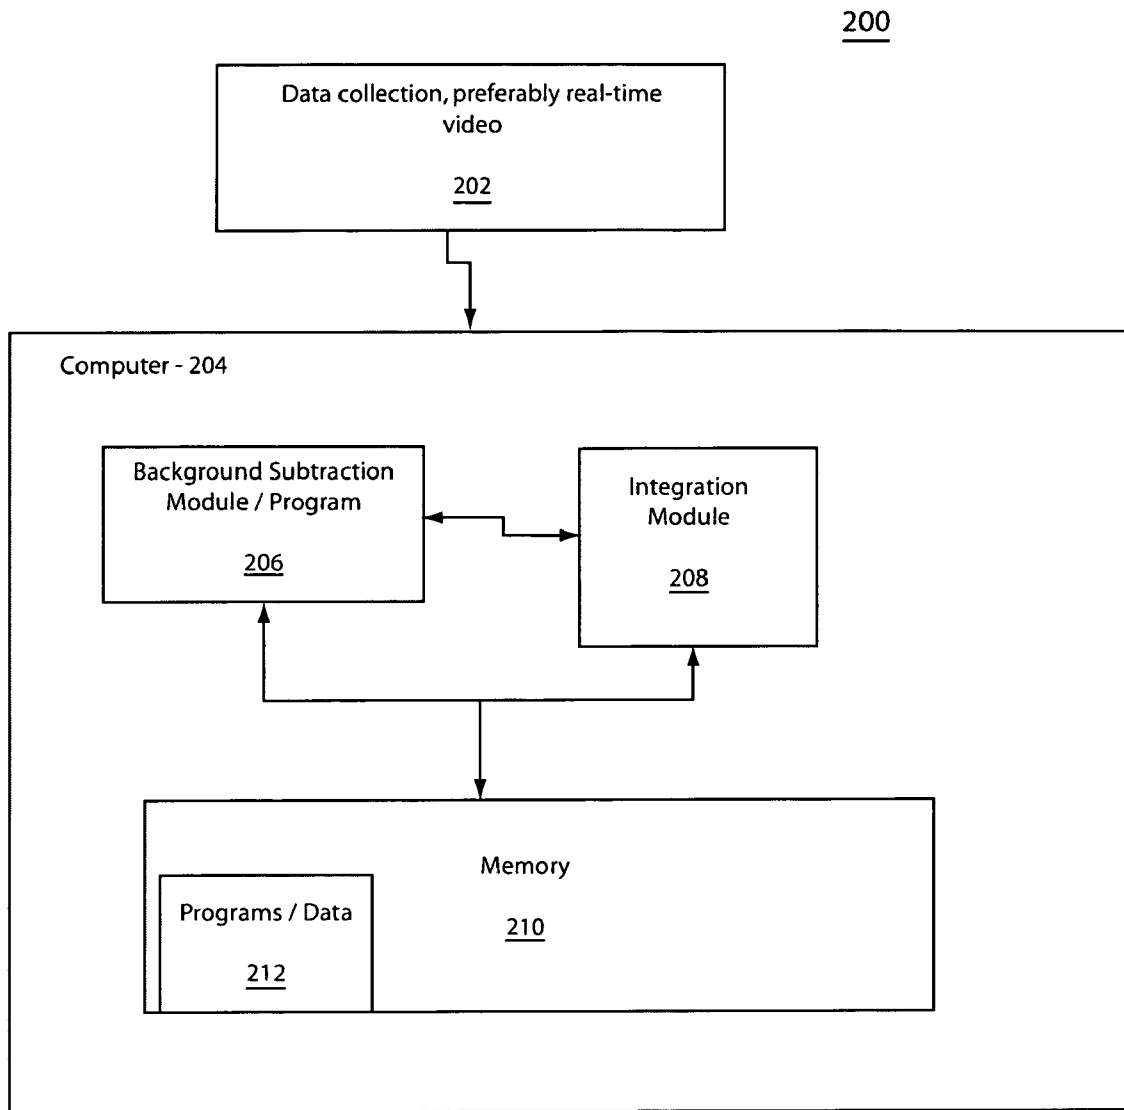 200
Data collection, preferably real-time
video
202
Computer - 204
Background Subtraction
Module / Program
206
Integration
Module
208
Memory
210
Programs / Data
212